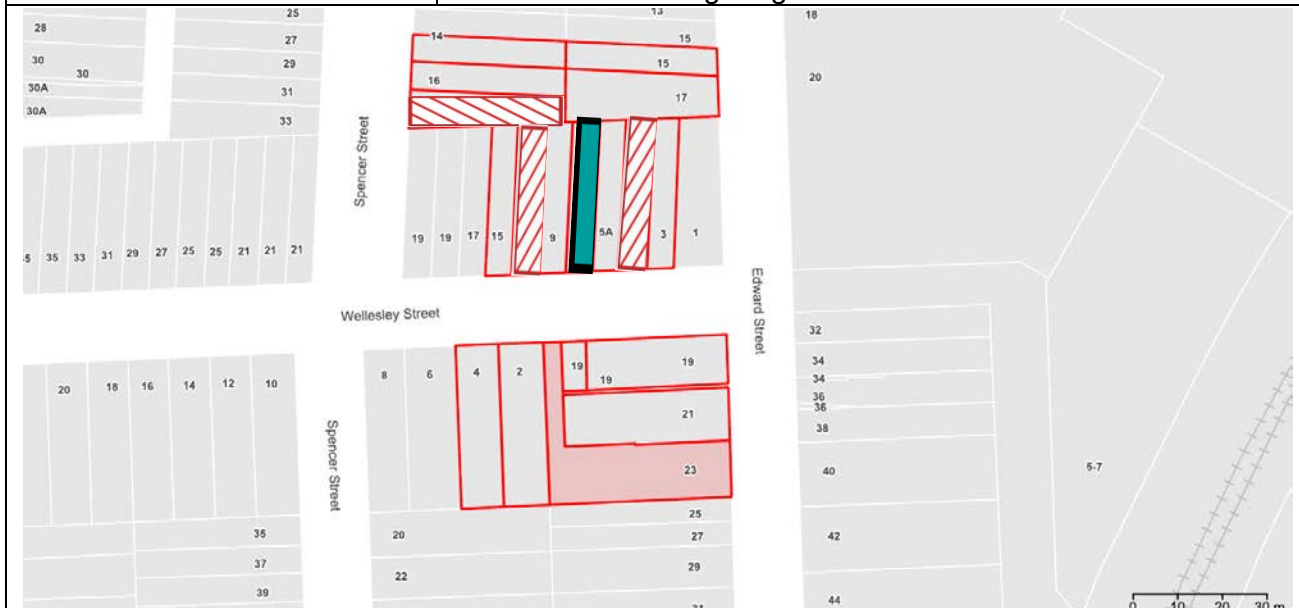 25 13 18
28 14 15
27
30 30 29 15 20
30A 31 16 17
30A 33
Spencer Street
35 33 31 29 27 25 25 21 21 21 19 19 17 15 9 5A 3 1
Wellesley Street
Edward Street
32
20 18 16 14 12 10 8 6 4 2 19 19 19 34
34
36
36
21 38
Spencer Street
23 40 5-7
25
35 20 27 42
37 22 29
39 31 44
0 10 20 30 m